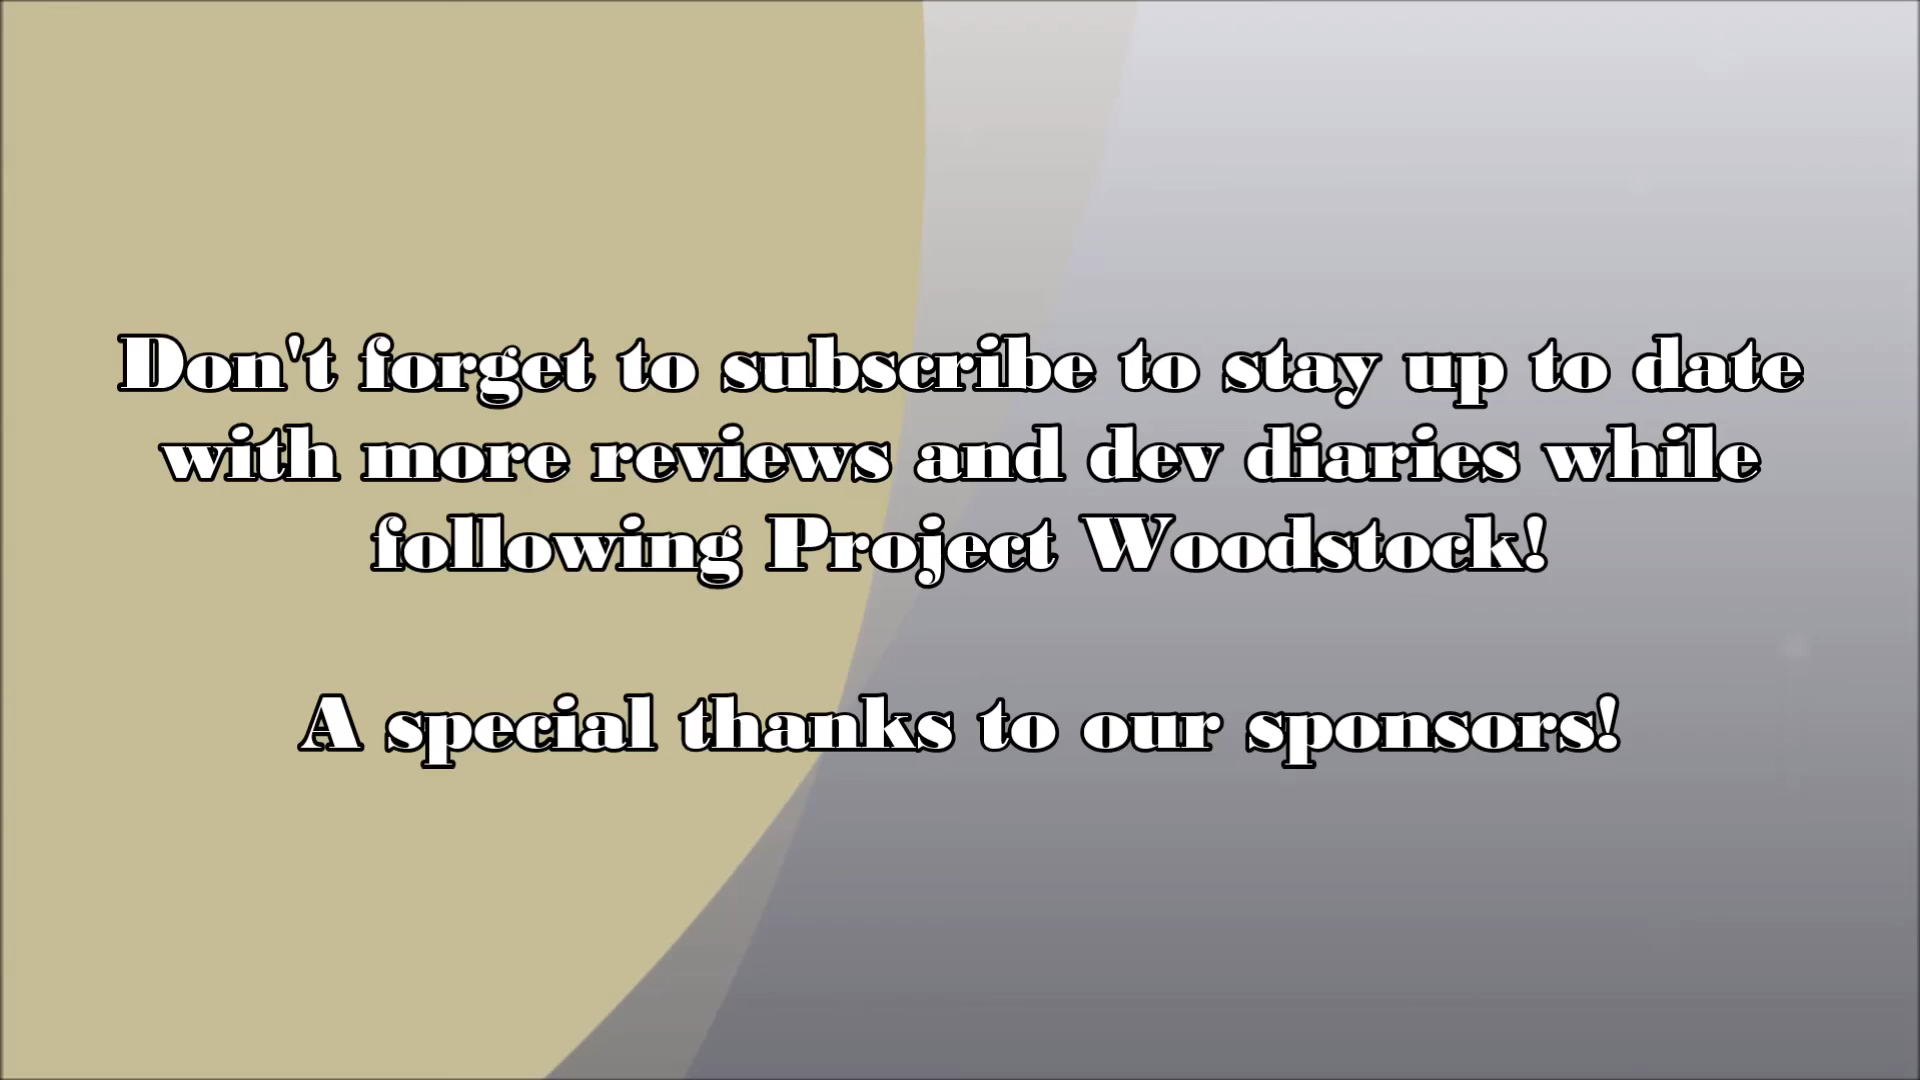 Don't forget to subscribe to stay up to date
with more reviews and dev diaries while
following Project Woodstock!
A special thanks to our sponsors!